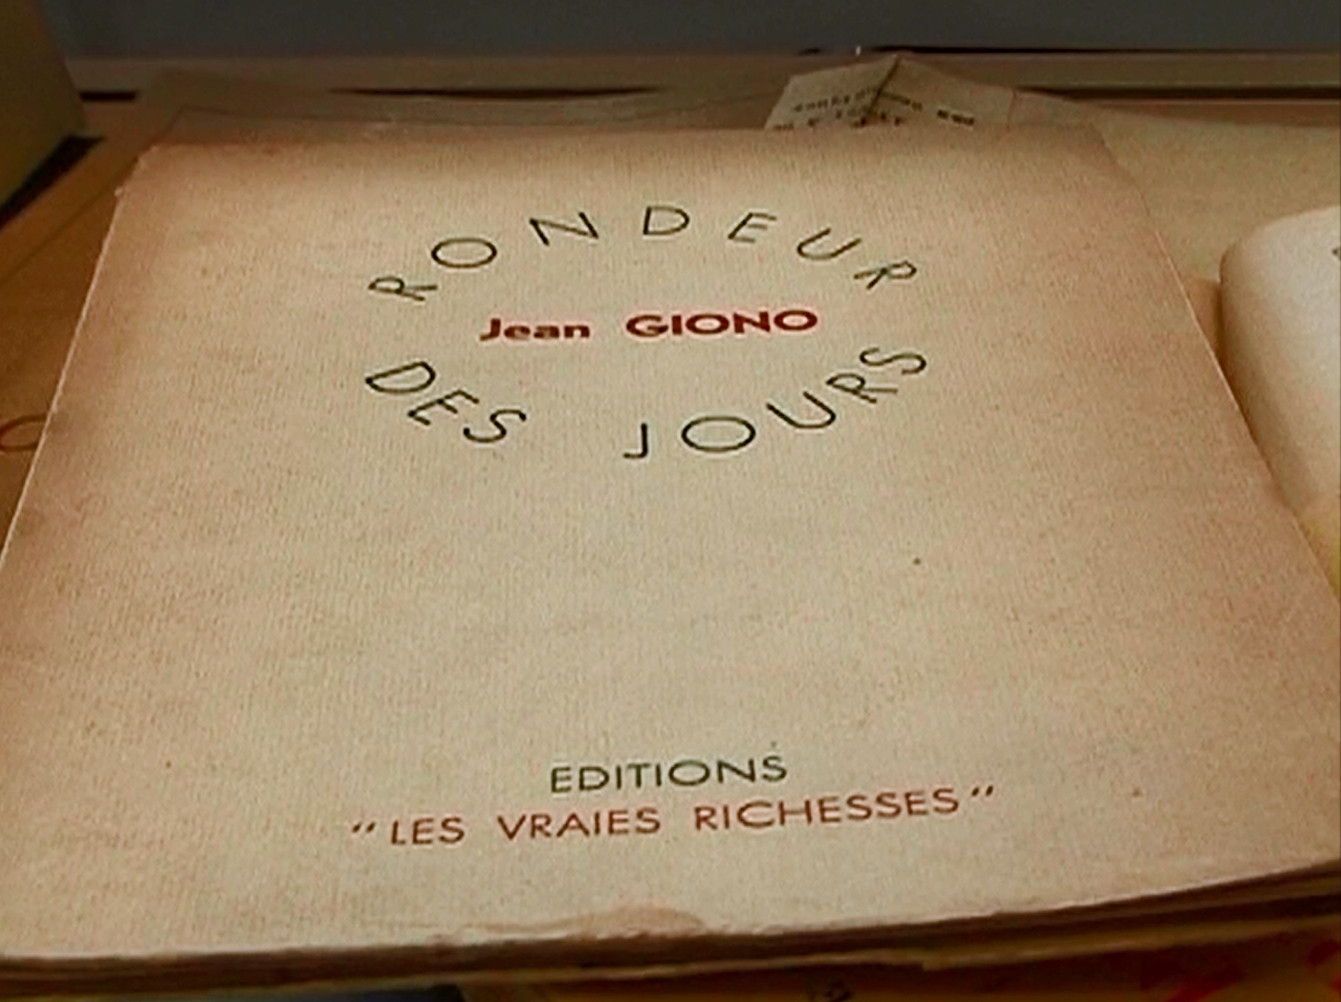 RONDEUR
Jean GIONO
DES JOURS
EDITIONS
"LES VRAIES RICHESSES"